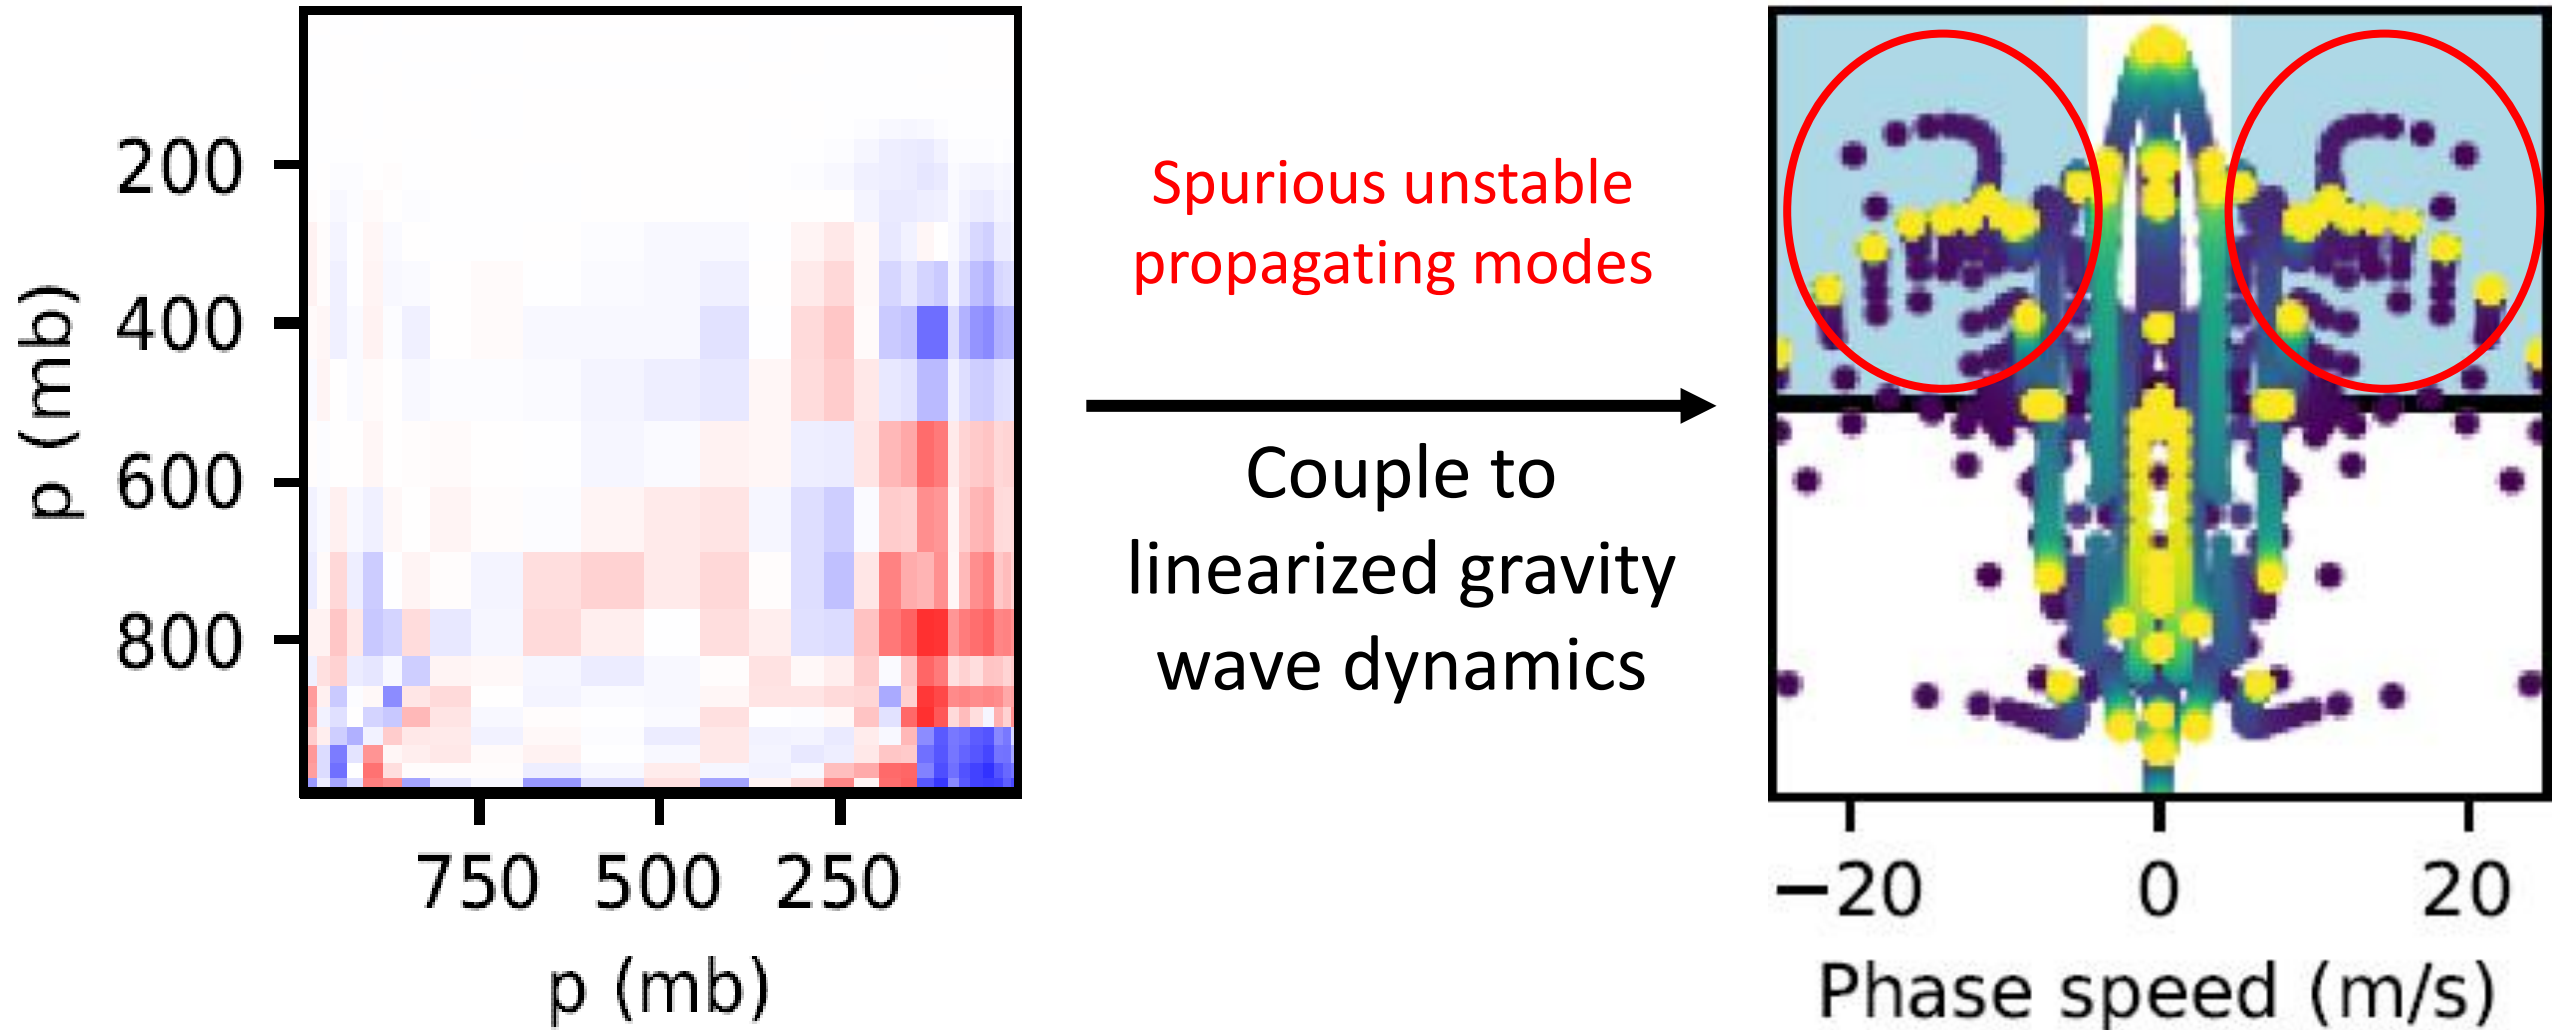 p (mb)
200
400
600
800
750 500 250
p (mb)
Spurious unstable
propagating modes
Couple to
linearized gravity
wave dynamics
−20 0 20
Phase speed (m/s)